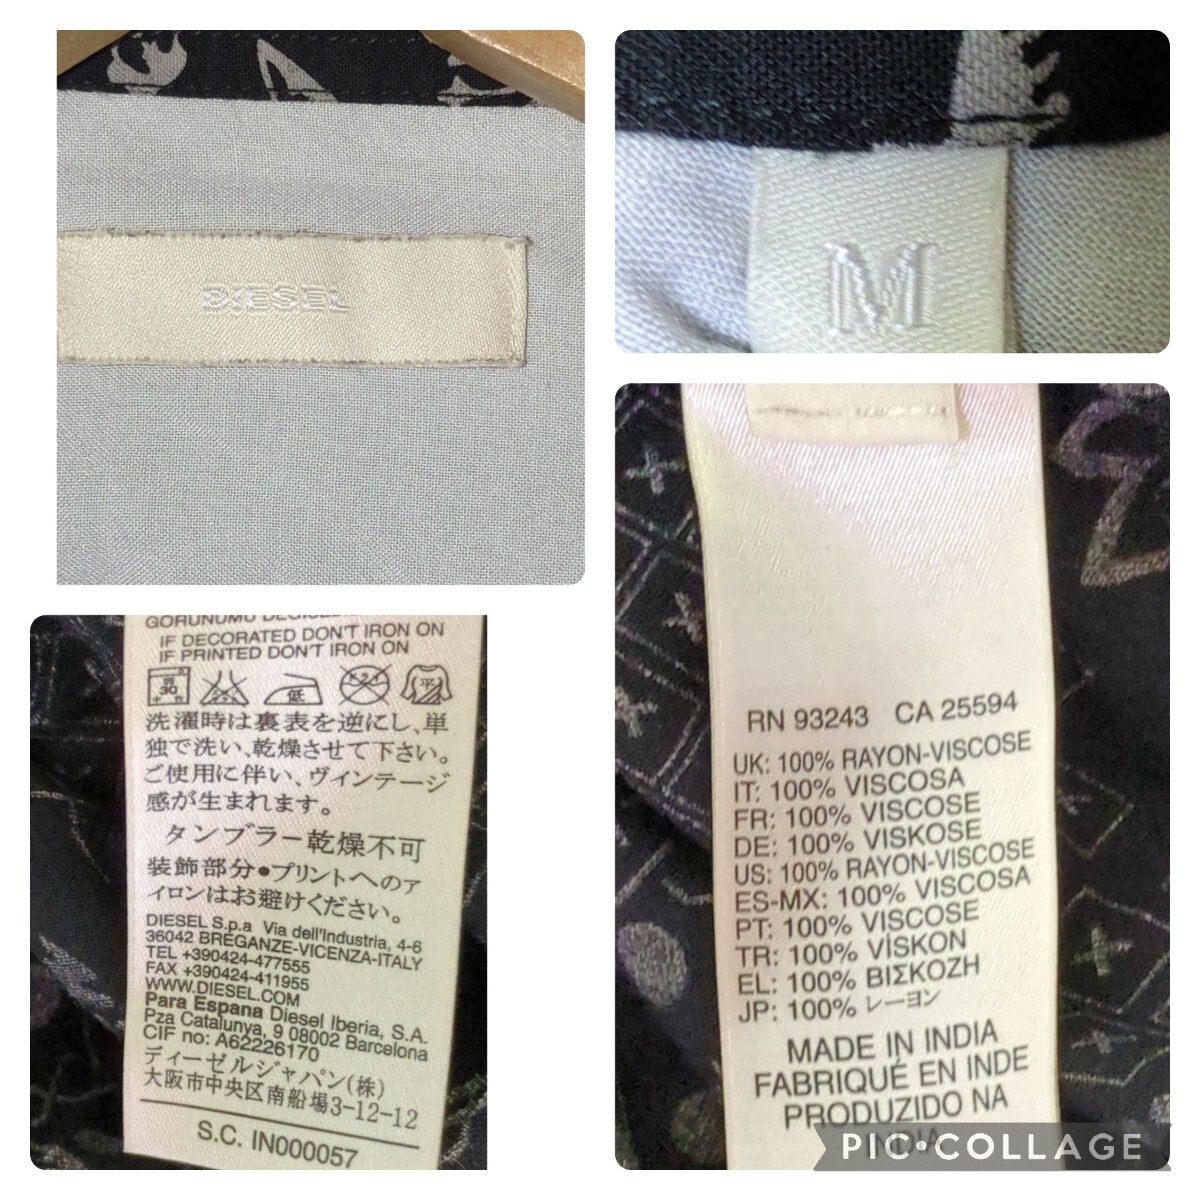 DIESEL
M
IF DECORATED DON'T IRON ON
IF PRINTED DON'T IRON ON
弱
30
中性
低
平
洗濯時は裏表を逆にし、単
独で洗い、乾燥させて下さい。
ご使用に伴い、ヴィンテージ
感が生まれます。
タンブラー乾燥不可
装飾部分●プリントへのア
イロンはお避けください。
DIESEL S.p.a Via dell'Industria, 4-6
36042 BREGANZE-VICENZA-ITALY
TEL +390424-477555
FAX +390424-411955
WWW.DIESEL.COM
Para Espana Diesel Iberia, S.A.
Pza Catalunya, 9 08002 Barcelona
CIF no: A62226170
ディーゼルジャパン(株)
大阪市中央区南船場3-12-12
S.C. IN000057
RN 93243 CA 25594
UK: 100% RAYON-VISCOSE
IT: 100% VISCOSA
FR: 100% VISCOSE
DE: 100% VISKOSE
US: 100% RAYON-VISCOSE
ES-MX: 100% VISCOSA
PT: 100% VISCOSE
TR: 100% VİSKON
EL: 100% ΒΙΣΚΟΖΗ
JP: 100% レーヨン
MADE IN INDIA
FABRIQUÉ EN INDE
PRODUZIDO NA
INDIA
PIC•COLLAGE